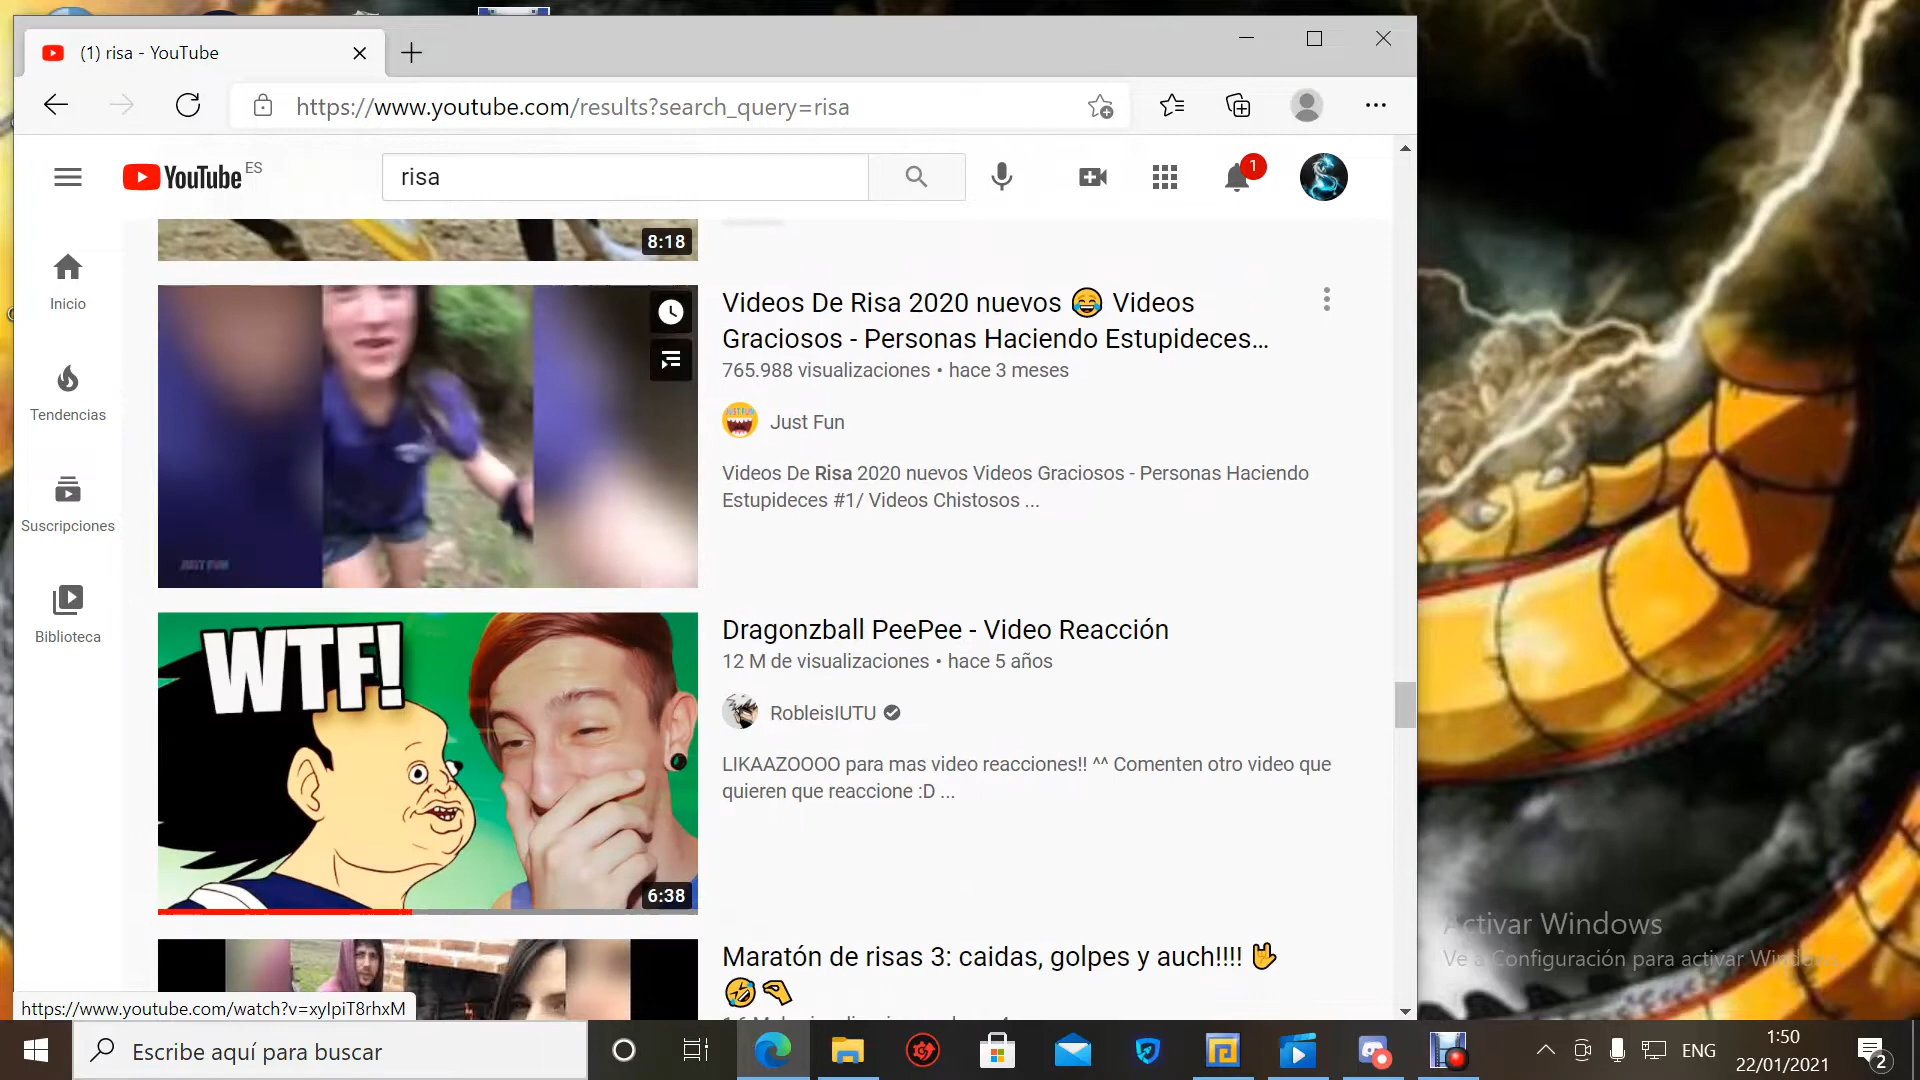 (1) risa - YouTube
https://www.youtube.com/results?search_query=risa
YouTube ES
risa
1
8:18
Inicio
Tendencias
Suscripciones
Biblioteca
Videos De Risa 2020 nuevos 😂 Videos
Graciosos - Personas Haciendo Estupideces...
765.988 visualizaciones • hace 3 meses
Just Fun
Videos De Risa 2020 nuevos Videos Graciosos - Personas Haciendo
Estupideces #1/ Videos Chistosos ...
JUST FUN
WTF!
6:38
Dragonzball PeePee - Video Reacción
12 M de visualizaciones • hace 5 años
RobleisIUTU
LIKAAZOOOO para mas video reacciones!! ^^ Comenten otro video que
quieren que reaccione :D ...
Maratón de risas 3: caidas, golpes y auch!!!! 🤟
🤣👌
Activar Windows
Ve a Configuración para activar Windows.
https://www.youtube.com/watch?v=xylpiT8rhxM
Escribe aquí para buscar
ENG
1:50
22/01/2021
2